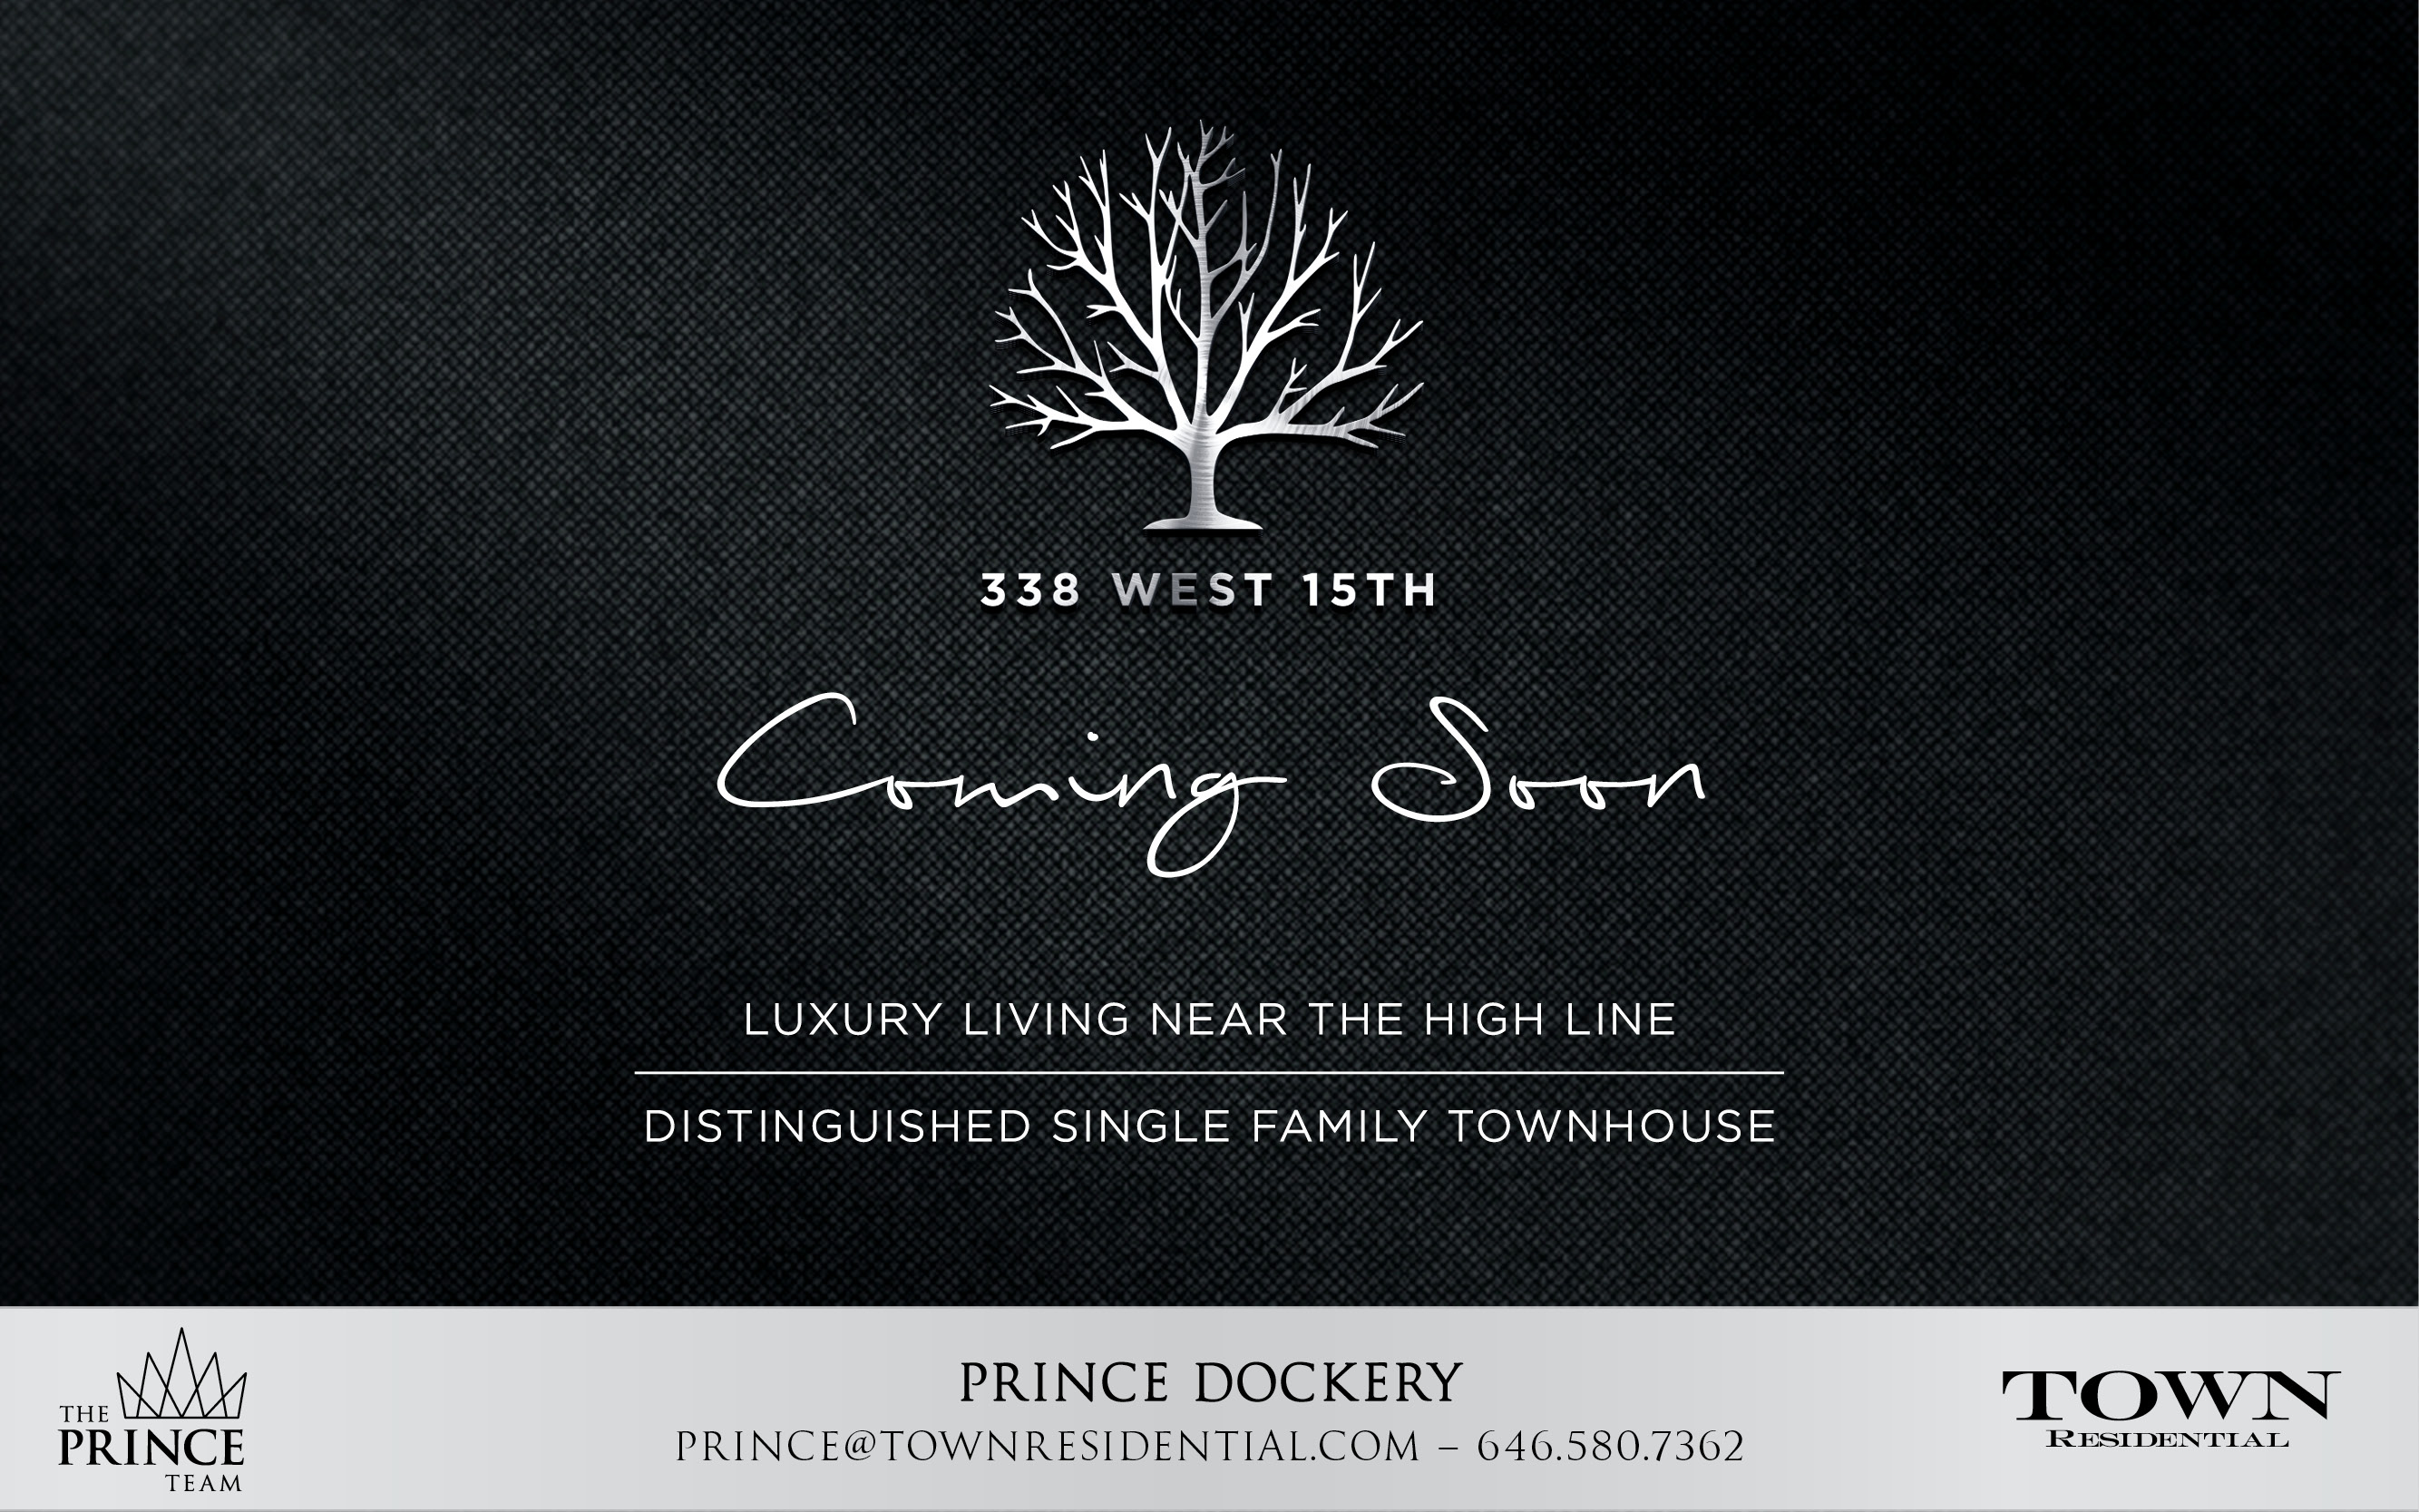 338 WEST 15TH
Coming Soon
LUXURY LIVING NEAR THE HIGH LINE
DISTINGUISHED SINGLE FAMILY TOWNHOUSE
THE
PRINCE
TEAM
PRINCE DOCKERY
PRINCE@TOWNRESIDENTIAL.COM – 646.580.7362
TOWN
RESIDENTIAL